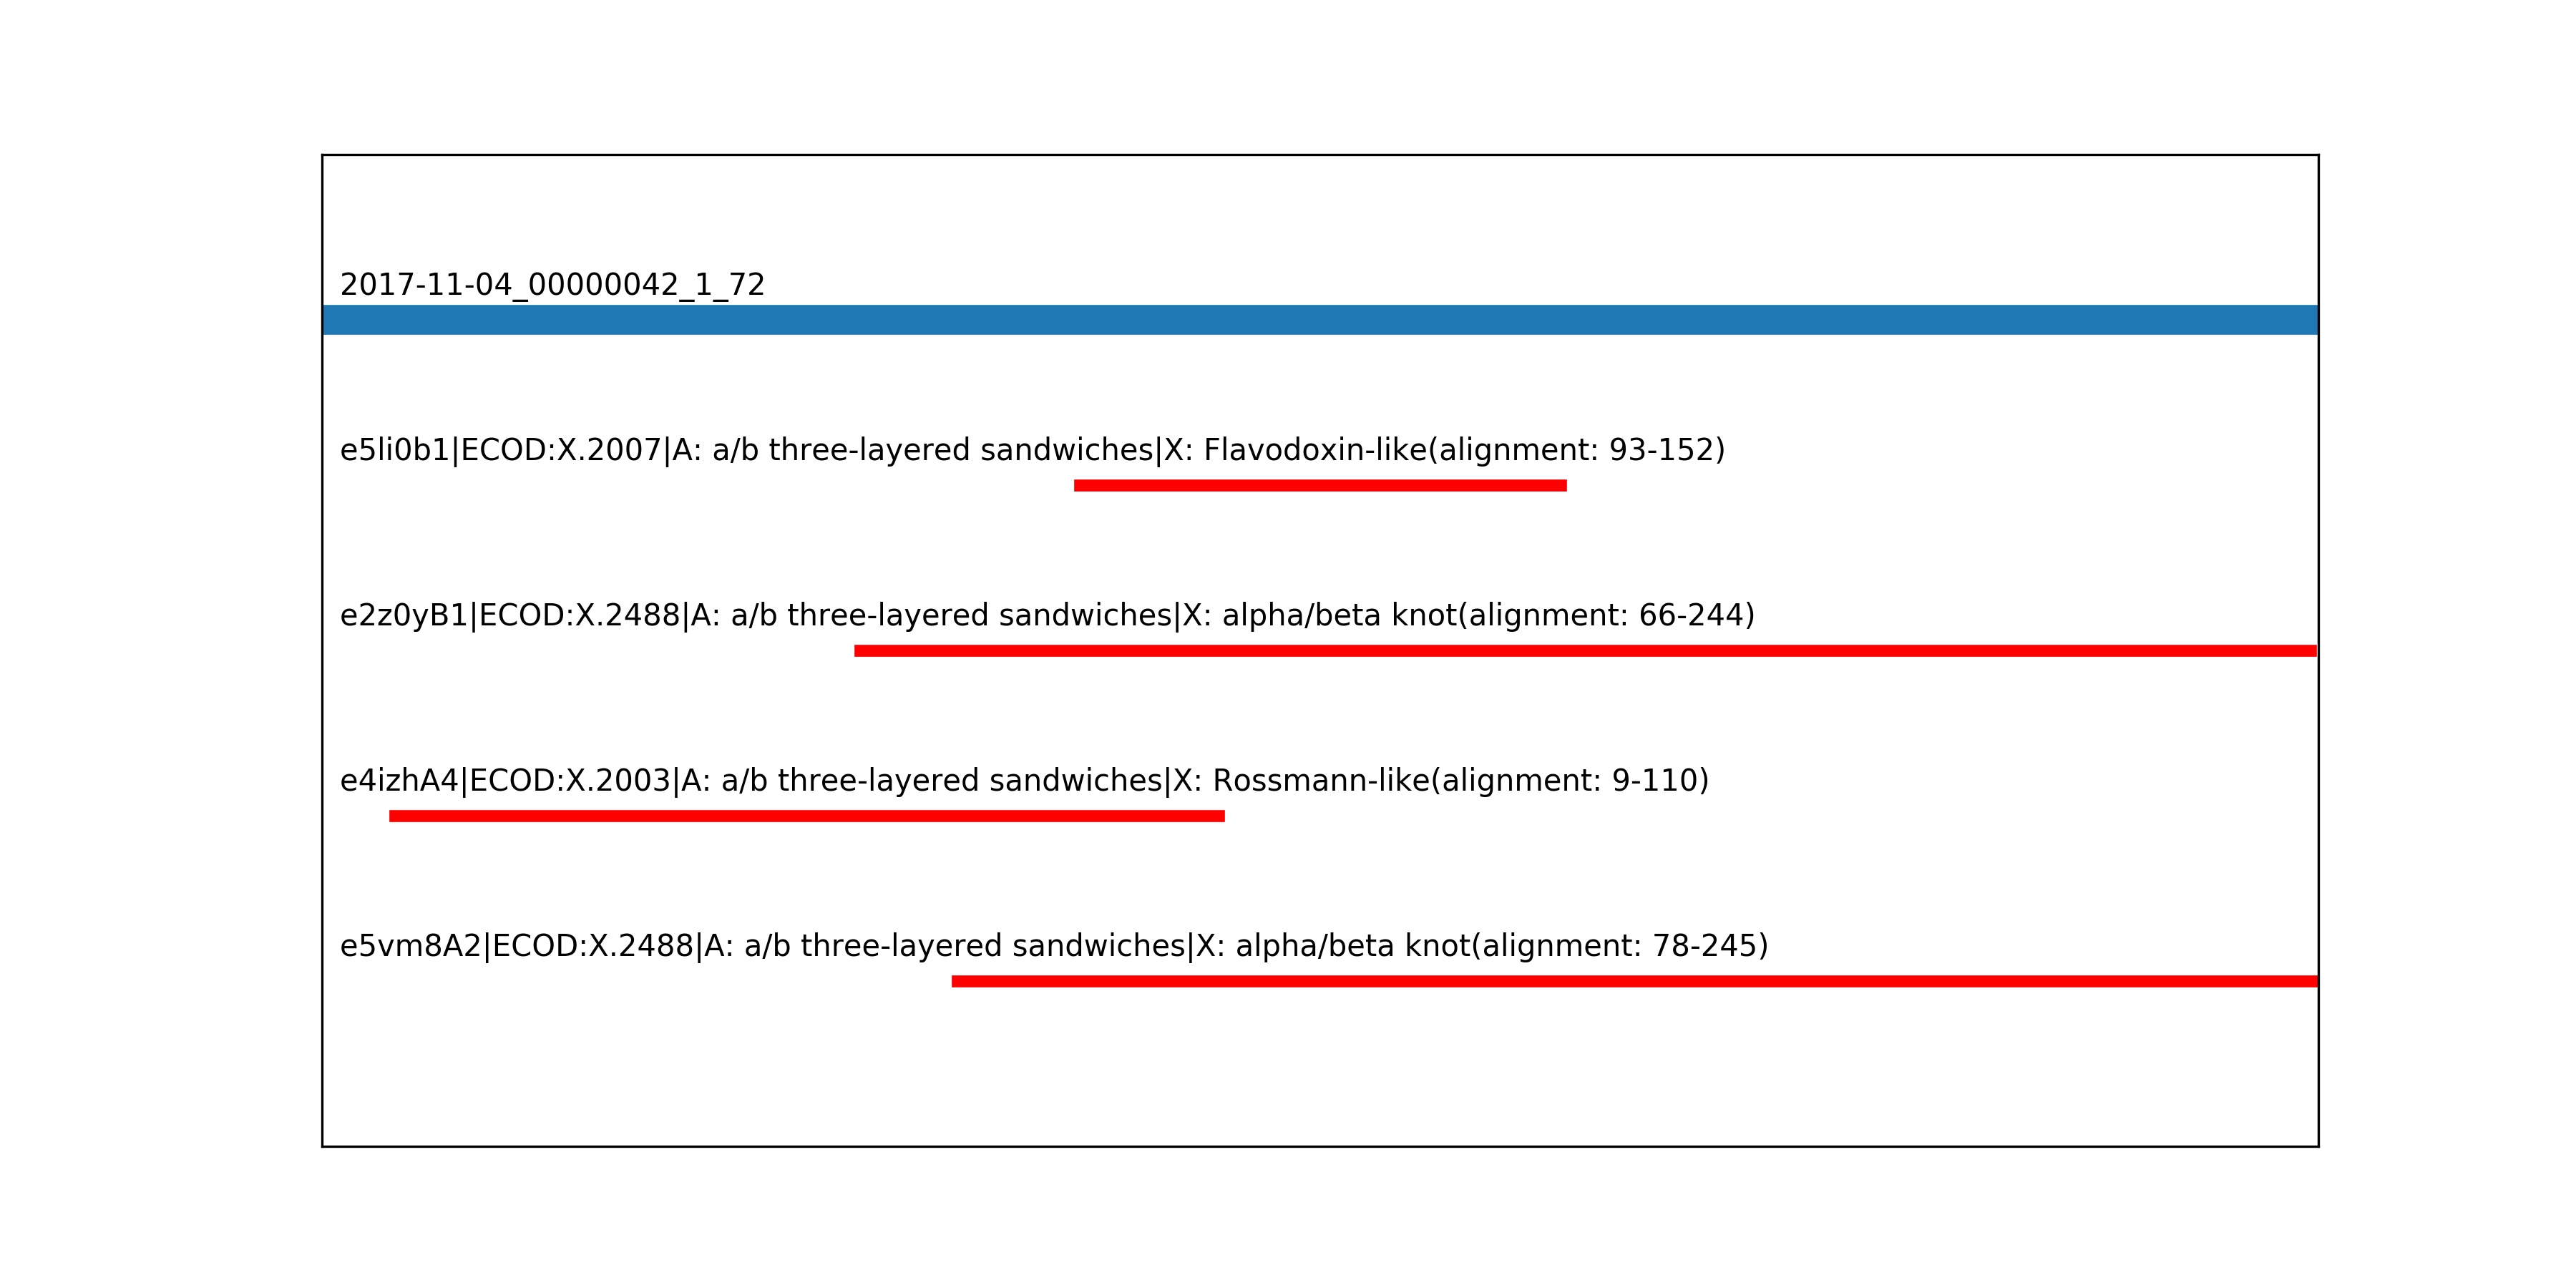 2017-11-04_00000042_1_72
e5li0b1|ECOD:X.2007|A: a/b three-layered sandwiches|X: Flavodoxin-like(alignment: 93-152)
e2z0yB1|ECOD:X.2488|A: a/b three-layered sandwiches|X: alpha/beta knot(alignment: 66-244)
e4izhA4|ECOD:X.2003|A: a/b three-layered sandwiches|X: Rossmann-like(alignment: 9-110)
e5vm8A2|ECOD:X.2488|A: a/b three-layered sandwiches|X: alpha/beta knot(alignment: 78-245)